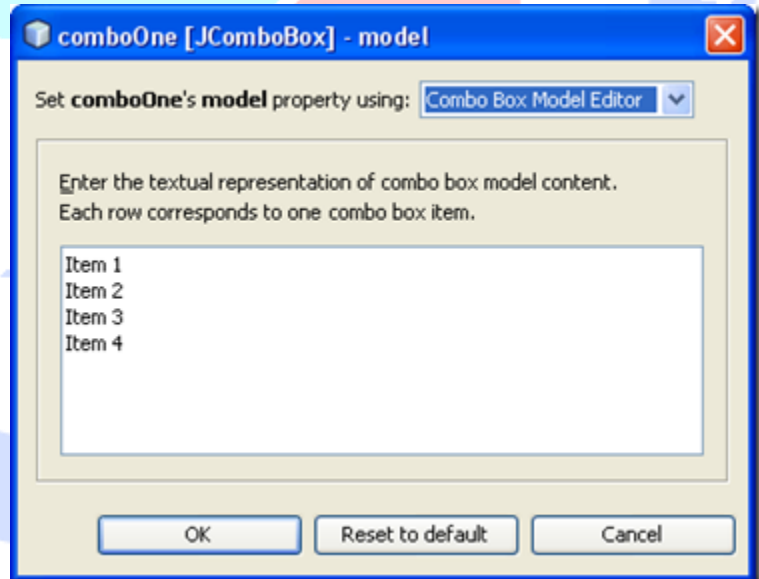 comboOne [JComboBox] - model
Set comboOne's model property using: Combo Box Model Editor
Enter the textual representation of combo box model content.
Each row corresponds to one combo box item.
Item 1
Item 2
Item 3
Item 4
OK Reset to default Cancel